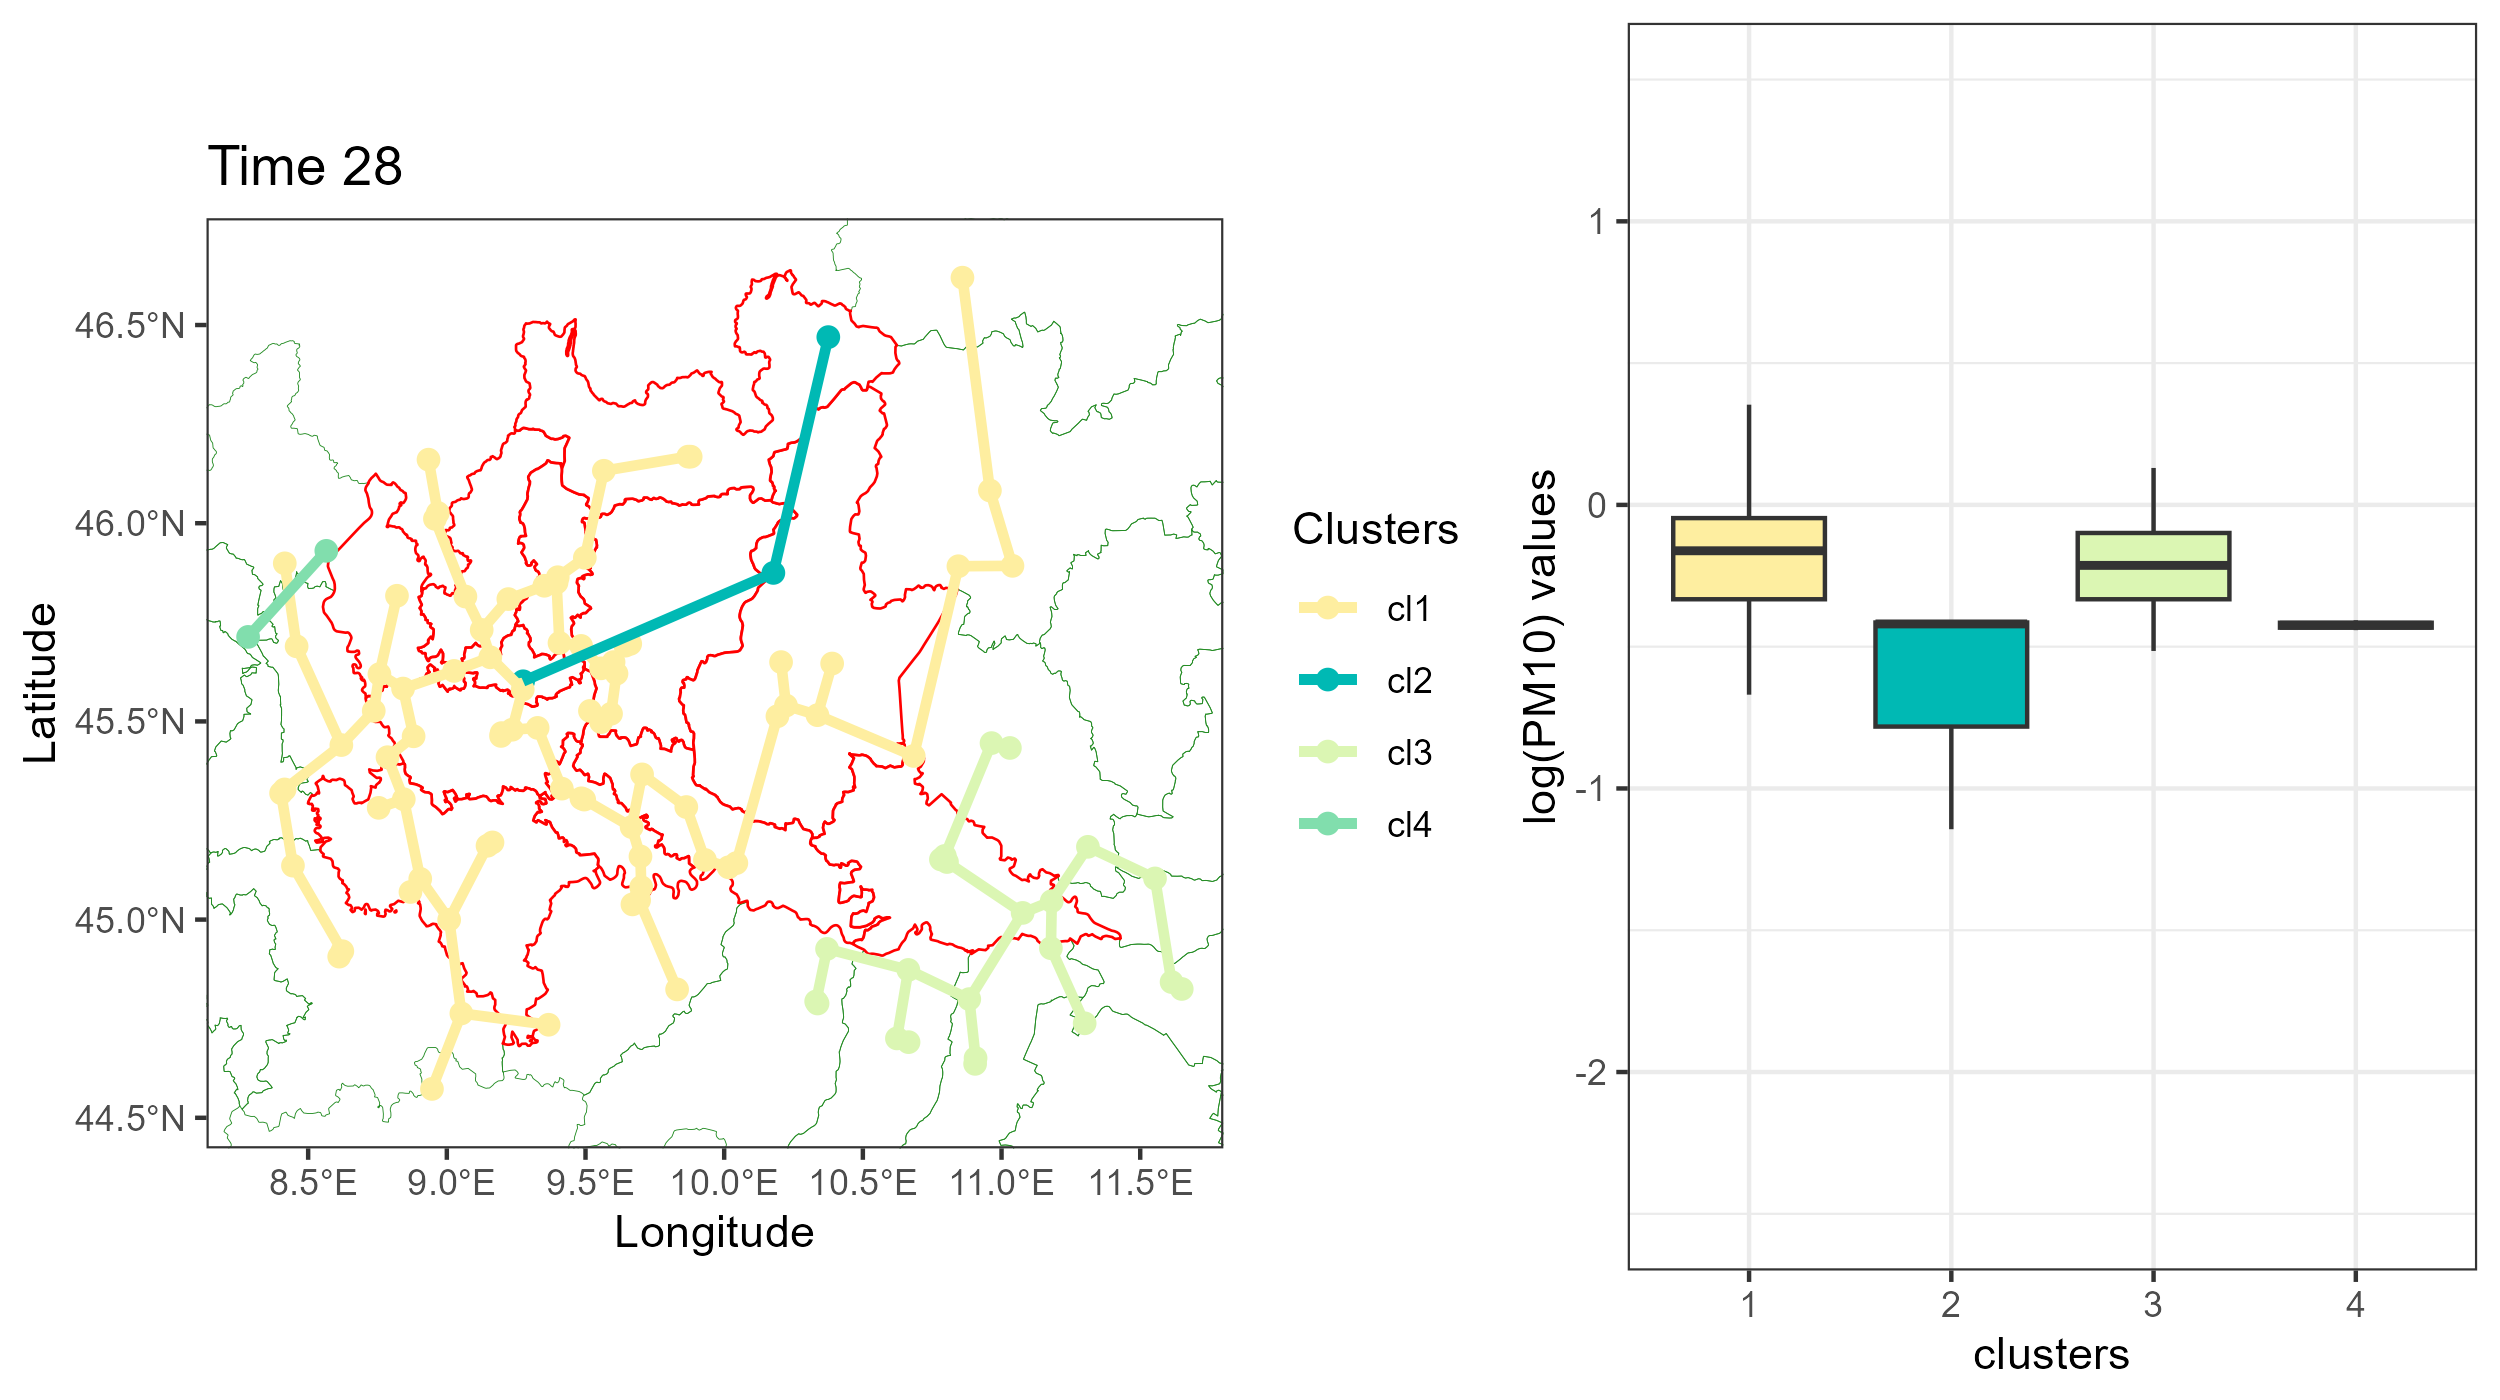 Time 28
Latitude
46.5°N
46.0°N
45.5°N
45.0°N
44.5°N
8.5°E 9.0°E 9.5°E 10.0°E 10.5°E 11.0°E 11.5°E
Longitude
Clusters
cl1
cl2
cl3
cl4
log(PM10) values
1
0
-1
-2
1 2 3 4
clusters